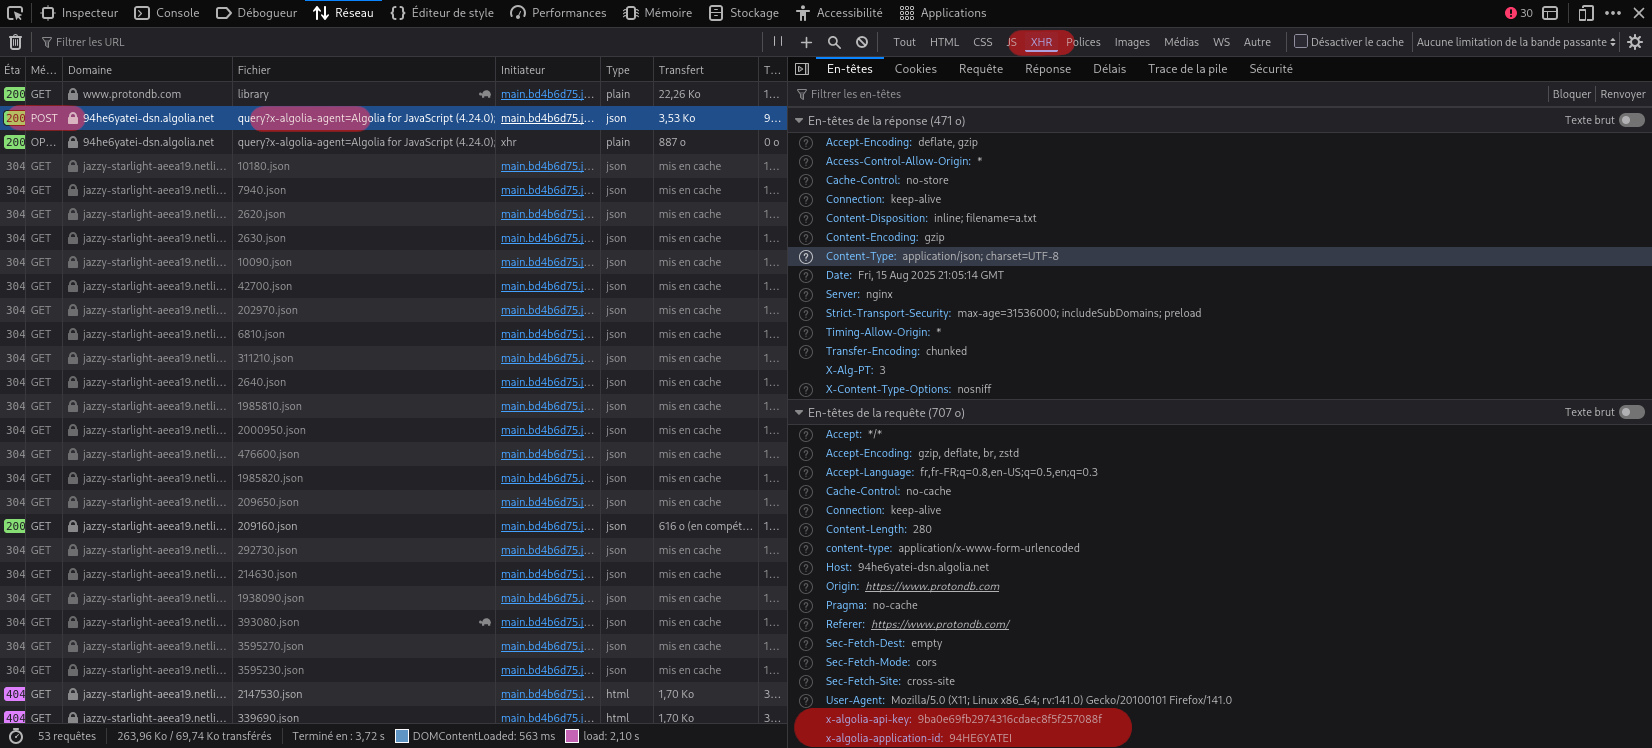 Inspecteur Console Débogueur Réseau Éditeur de style Performances Mémoire Stockage Accessibilité Applications 30
Filtrer les URL Tout HTML CSS JS XHR Polices Images Médias WS Autre Désactiver le cache Aucune limitation de la bande passante
Éta Mé… Domaine Fichier Initiateur Type Transfert T…
200 GET www.protondb.com library main.bd4b6d75.j… plain 22,26 Ko 1…
200 POST 94he6yatei-dsn.algolia.net query?x-algolia-agent=Algolia for JavaScript (4.24.0); main.bd4b6d75.j… json 3,53 Ko 9…
200 OP… 94he6yatei-dsn.algolia.net query?x-algolia-agent=Algolia for JavaScript (4.24.0); xhr plain 887 o 0 o
304 GET jazzy-starlight-aeea19.netli… 10180.json main.bd4b6d75.j… json mis en cache 1…
304 GET jazzy-starlight-aeea19.netli… 7940.json main.bd4b6d75.j… json mis en cache 1…
304 GET jazzy-starlight-aeea19.netli… 2620.json main.bd4b6d75.j… json mis en cache 1…
304 GET jazzy-starlight-aeea19.netli… 2630.json main.bd4b6d75.j… json mis en cache 1…
304 GET jazzy-starlight-aeea19.netli… 10090.json main.bd4b6d75.j… json mis en cache 1…
304 GET jazzy-starlight-aeea19.netli… 42700.json main.bd4b6d75.j… json mis en cache 1…
304 GET jazzy-starlight-aeea19.netli… 202970.json main.bd4b6d75.j… json mis en cache 1…
304 GET jazzy-starlight-aeea19.netli… 6810.json main.bd4b6d75.j… json mis en cache 1…
304 GET jazzy-starlight-aeea19.netli… 311210.json main.bd4b6d75.j… json mis en cache 1…
304 GET jazzy-starlight-aeea19.netli… 2640.json main.bd4b6d75.j… json mis en cache 1…
304 GET jazzy-starlight-aeea19.netli… 1985810.json main.bd4b6d75.j… json mis en cache 1…
304 GET jazzy-starlight-aeea19.netli… 2000950.json main.bd4b6d75.j… json mis en cache 1…
304 GET jazzy-starlight-aeea19.netli… 476600.json main.bd4b6d75.j… json mis en cache 1…
304 GET jazzy-starlight-aeea19.netli… 1985820.json main.bd4b6d75.j… json mis en cache 1…
304 GET jazzy-starlight-aeea19.netli… 209650.json main.bd4b6d75.j… json mis en cache 1…
200 GET jazzy-starlight-aeea19.netli… 209160.json main.bd4b6d75.j… json 616 o (en compét… 1…
304 GET jazzy-starlight-aeea19.netli… 292730.json main.bd4b6d75.j… json mis en cache 1…
304 GET jazzy-starlight-aeea19.netli… 214630.json main.bd4b6d75.j… json mis en cache 1…
304 GET jazzy-starlight-aeea19.netli… 1938090.json main.bd4b6d75.j… json mis en cache 1…
304 GET jazzy-starlight-aeea19.netli… 393080.json main.bd4b6d75.j… json mis en cache 1…
304 GET jazzy-starlight-aeea19.netli… 3595270.json main.bd4b6d75.j… json mis en cache 1…
304 GET jazzy-starlight-aeea19.netli… 3595230.json main.bd4b6d75.j… json mis en cache 1…
404 GET jazzy-starlight-aeea19.netli… 2147530.json main.bd4b6d75.j… html 1,70 Ko 3…
404 GET jazzy-starlight-aeea19.netli… 339690.json main.bd4b6d75.j… html 1,70 Ko 3…
53 requêtes 263,96 Ko / 69,74 Ko transférés Terminé en : 3,72 s DOMContentLoaded: 563 ms load: 2,10 s
En-têtes Cookies Requête Réponse Délais Trace de la pile Sécurité
Filtrer les en-têtes Bloquer Renvoyer
En-têtes de la réponse (471 o) Texte brut
Accept-Encoding: deflate, gzip
Access-Control-Allow-Origin: *
Cache-Control: no-store
Connection: keep-alive
Content-Disposition: inline; filename=a.txt
Content-Encoding: gzip
Content-Type: application/json; charset=UTF-8
Date: Fri, 15 Aug 2025 21:05:14 GMT
Server: nginx
Strict-Transport-Security: max-age=31536000; includeSubDomains; preload
Timing-Allow-Origin: *
Transfer-Encoding: chunked
X-Alg-PT: 3
X-Content-Type-Options: nosniff
En-têtes de la requête (707 o) Texte brut
Accept: */*
Accept-Encoding: gzip, deflate, br, zstd
Accept-Language: fr,fr-FR;q=0.8,en-US;q=0.5,en;q=0.3
Cache-Control: no-cache
Connection: keep-alive
Content-Length: 280
content-type: application/x-www-form-urlencoded
Host: 94he6yatei-dsn.algolia.net
Origin: https://www.protondb.com
Pragma: no-cache
Referer: https://www.protondb.com/
Sec-Fetch-Dest: empty
Sec-Fetch-Mode: cors
Sec-Fetch-Site: cross-site
User-Agent: Mozilla/5.0 (X11; Linux x86_64; rv:141.0) Gecko/20100101 Firefox/141.0
x-algolia-api-key: 9ba0e69fb2974316cdaec8f5f257088f
x-algolia-application-id: 94HE6YATEI